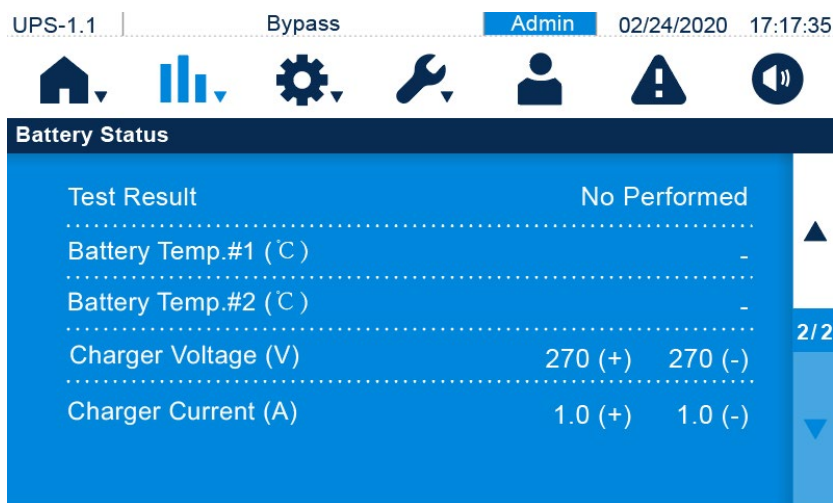 UPS-1.1 Bypass Admin 02/24/2020 17:17:35
Battery Status
Test Result No Performed
Battery Temp.#1 (℃) -
Battery Temp.#2 (℃) -
2/2
Charger Voltage (V) 270 (+) 270 (-)
Charger Current (A) 1.0 (+) 1.0 (-)